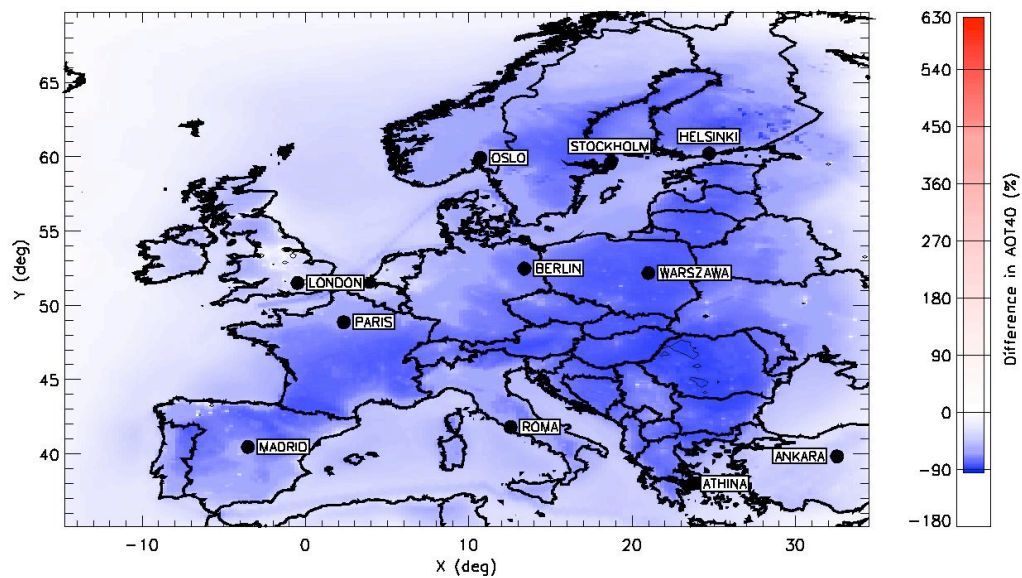 65
60
55
50
45
40
Y (deg)
-10
0
10
20
30
X (deg)
HELSINKI
STOCKHOLM
OSLO
BERLIN
WARSZAWA
LONDON
PARIS
ROMA
MADRID
ANKARA
ATHINA
630
540
450
360
270
180
90
0
-90
-180
Difference in AOT40 (%)